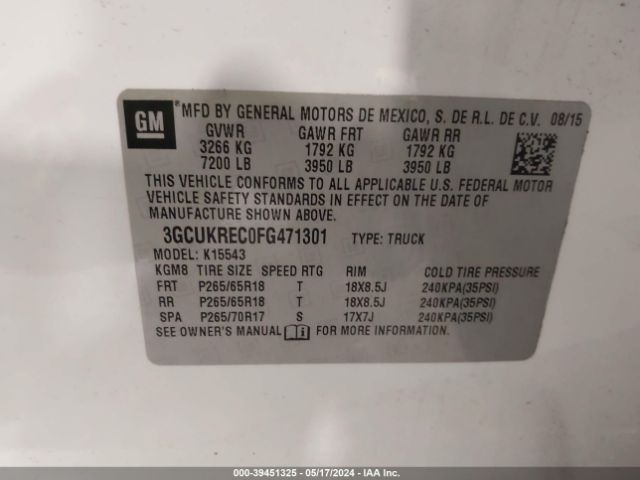 GM ® MFD BY GENERAL MOTORS DE MEXICO, S. DE R.L. DE C.V. 08/15
GVWR GAWR FRT GAWR RR
3266 KG 1792 KG 1792 KG
7200 LB 3950 LB 3950 LB
THIS VEHICLE CONFORMS TO ALL APPLICABLE U.S. FEDERAL MOTOR
VEHICLE SAFETY STANDARDS IN EFFECT ON THE DATE OF
MANUFACTURE SHOWN ABOVE.
3GCUKREC0FG471301 TYPE: TRUCK
MODEL: K15543
KGM8 TIRE SIZE SPEED RTG RIM COLD TIRE PRESSURE
FRT P265/65R18 T 18X8.5J 240KPA(35PSI)
RR P265/65R18 T 18X8.5J 240KPA(35PSI)
SPA P265/70R17 S 17X7J 240KPA(35PSI)
SEE OWNER'S MANUAL i FOR MORE INFORMATION.
000-39451325 - 05/17/2024 - IAA Inc.